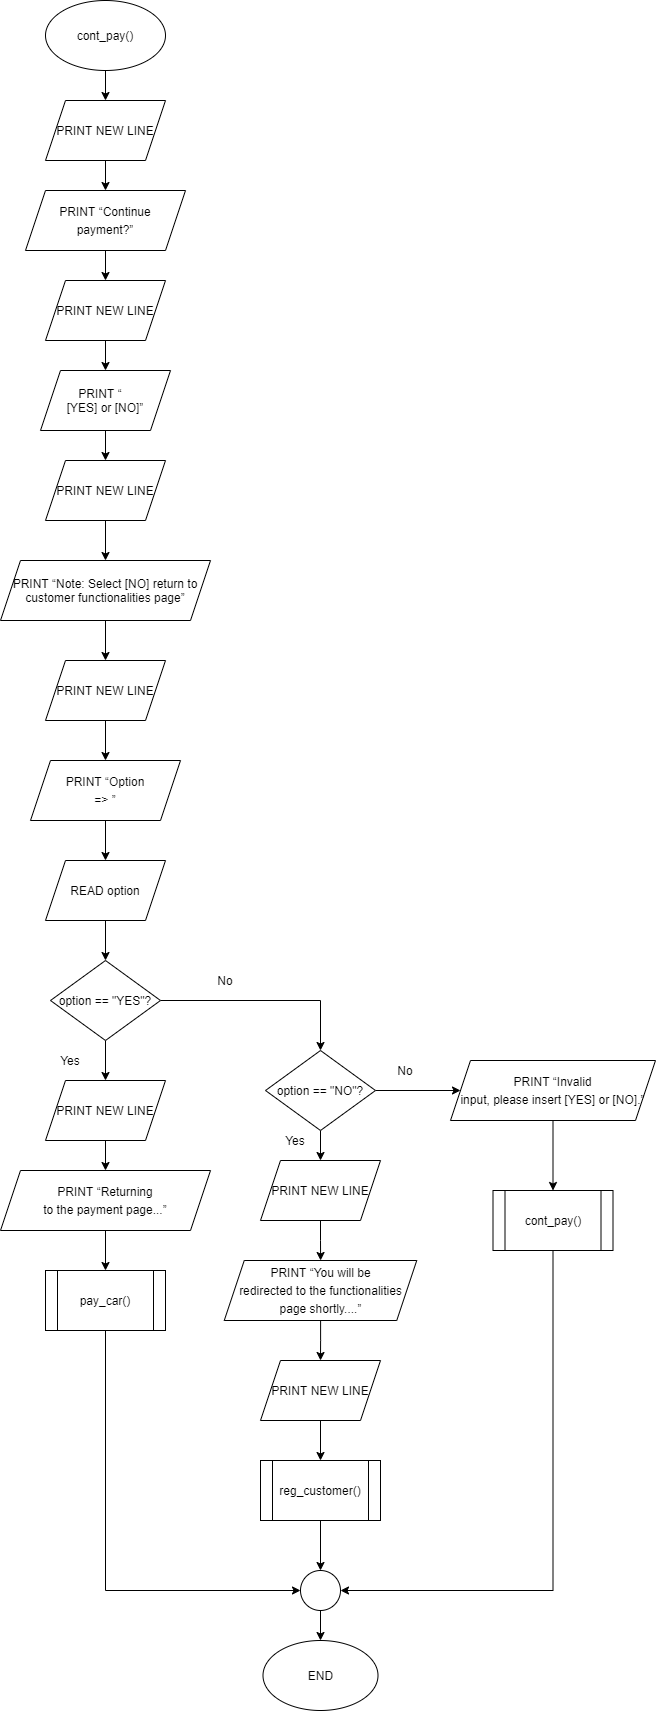 cont_pay()
PRINT NEW LINE
PRINT “Continue
payment?”
PRINT NEW LINE
PRINT “
[YES] or [NO]”
PRINT NEW LINE
PRINT “Note: Select [NO] return to
customer functionalities page”
PRINT NEW LINE
PRINT “Option
=> ”
READ option
option == "YES"?
No
Yes
PRINT NEW LINE
PRINT “Returning
to the payment page...”
pay_car()
option == "NO"?
No
Yes
PRINT NEW LINE
PRINT “You will be
redirected to the functionalities
page shortly....”
PRINT NEW LINE
reg_customer()
PRINT “Invalid
input, please insert [YES] or [NO].”
cont_pay()
END